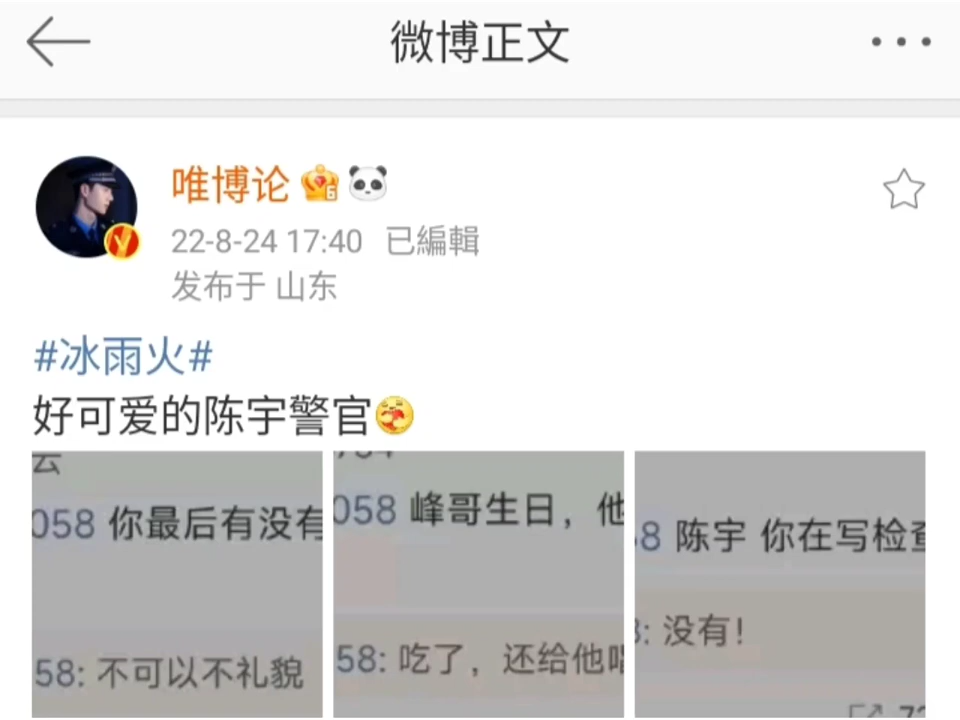 微博正文
唯博论
22-8-24 17:40 已編輯
发布于 山东
#冰雨火#
好可爱的陈宇警官
058 你最后有没有
58: 不可以不礼貌
058 峰哥生日，他
58: 吃了，还给他唱
8 陈宇 你在写检查
8: 没有！